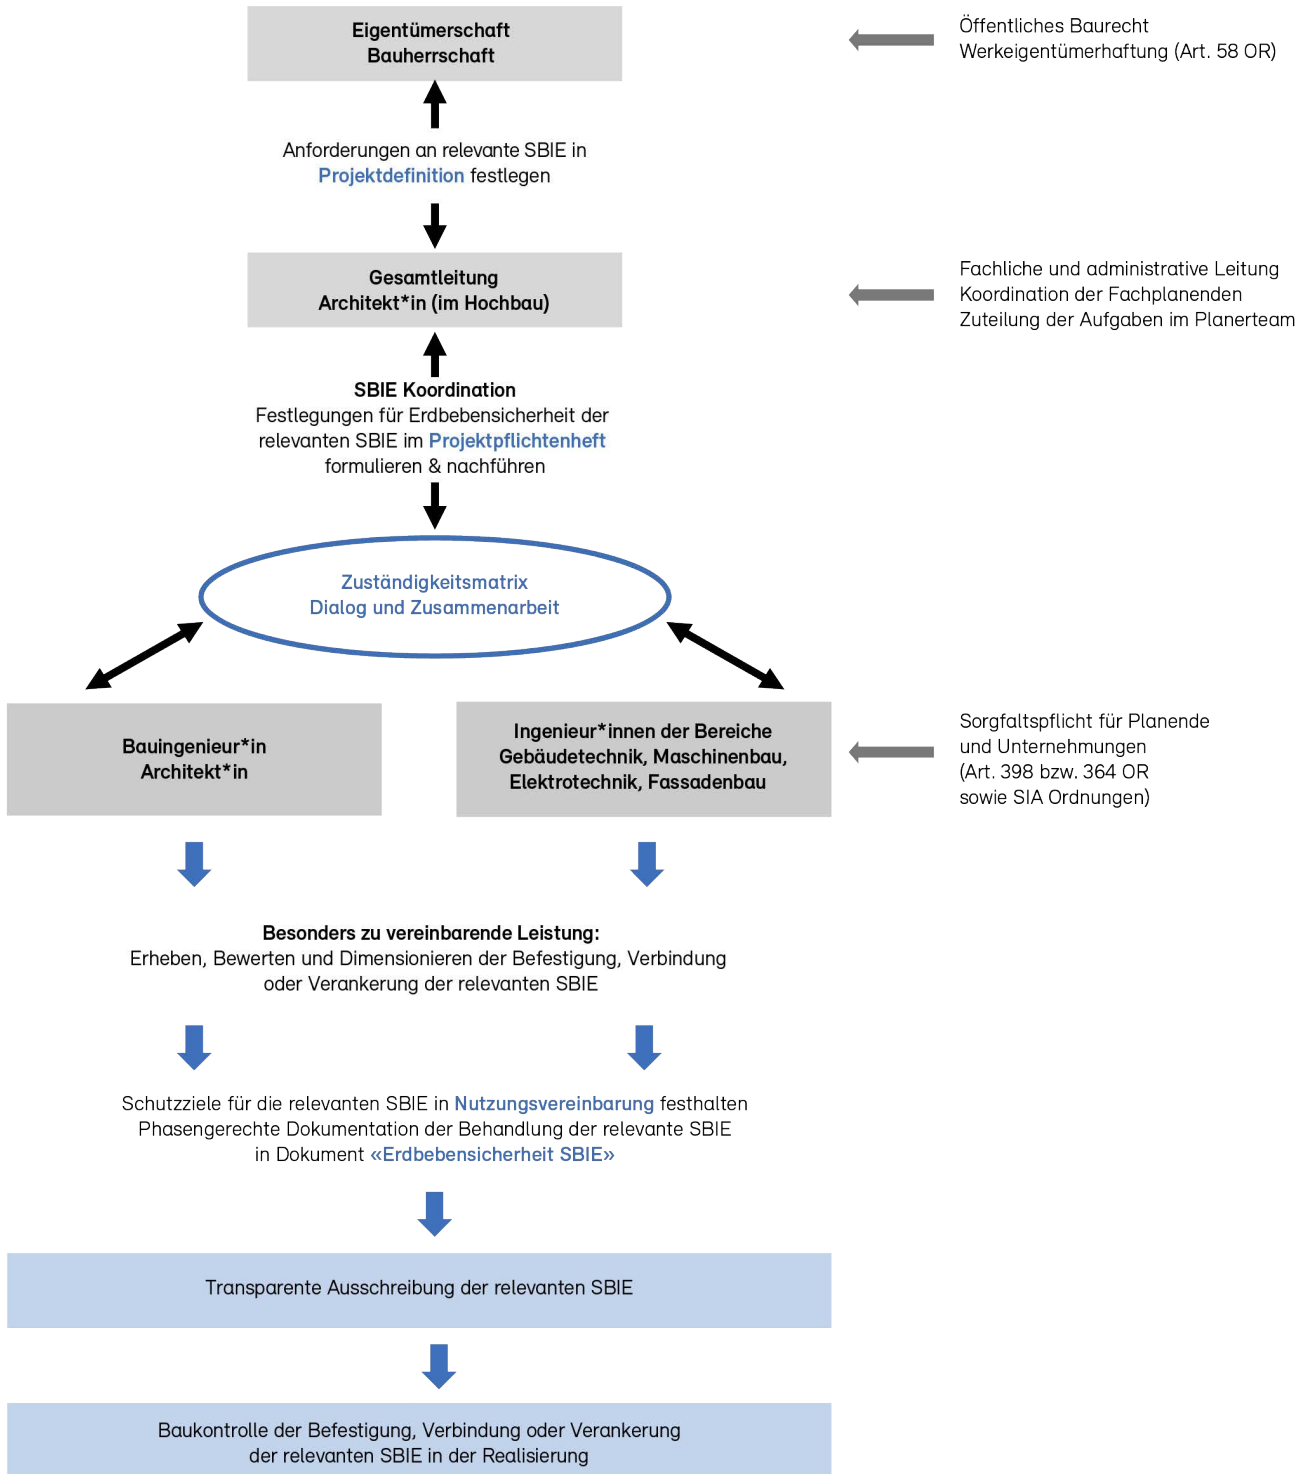 Eigentümerschaft
Bauherrschaft
Öffentliches Baurecht
Werkeigentümerhaftung (Art. 58 OR)
Anforderungen an relevante SBIE in
Projektdefinition festlegen
Gesamtleitung
Architekt*in (im Hochbau)
Fachliche und administrative Leitung
Koordination der Fachplanenden
Zuteilung der Aufgaben im Planerteam
SBIE Koordination
Festlegungen für Erdbebensicherheit der
relevanten SBIE im Projektpflichtenheft
formulieren & nachführen
Zuständigkeitsmatrix
Dialog und Zusammenarbeit
Bauingenieur*in
Architekt*in
Ingenieur*innen der Bereiche
Gebäudetechnik, Maschinenbau,
Elektrotechnik, Fassadenbau
Sorgfaltspflicht für Planende
und Unternehmungen
(Art. 398 bzw. 364 OR
sowie SIA Ordnungen)
Besonders zu vereinbarende Leistung:
Erheben, Bewerten und Dimensionieren der Befestigung, Verbindung
oder Verankerung der relevanten SBIE
Schutzziele für die relevanten SBIE in Nutzungsvereinbarung festhalten
Phasengerechte Dokumentation der Behandlung der relevante SBIE
in Dokument «Erdbebensicherheit SBIE»
Transparente Ausschreibung der relevanten SBIE
Baukontrolle der Befestigung, Verbindung oder Verankerung
der relevanten SBIE in der Realisierung